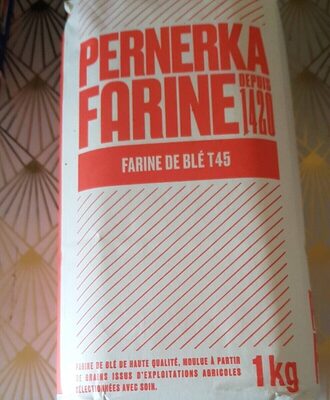 PERNERKA
FARINE
DEPUIS
1420
FARINE DE BLÉ T45
FARINE DE BLÉ DE HAUTE QUALITÉ, MOULUE À PARTIR
DE GRAINS ISSUS D'EXPLOITATIONS AGRICOLES
SÉLECTIONNÉES AVEC SOIN.
1kg